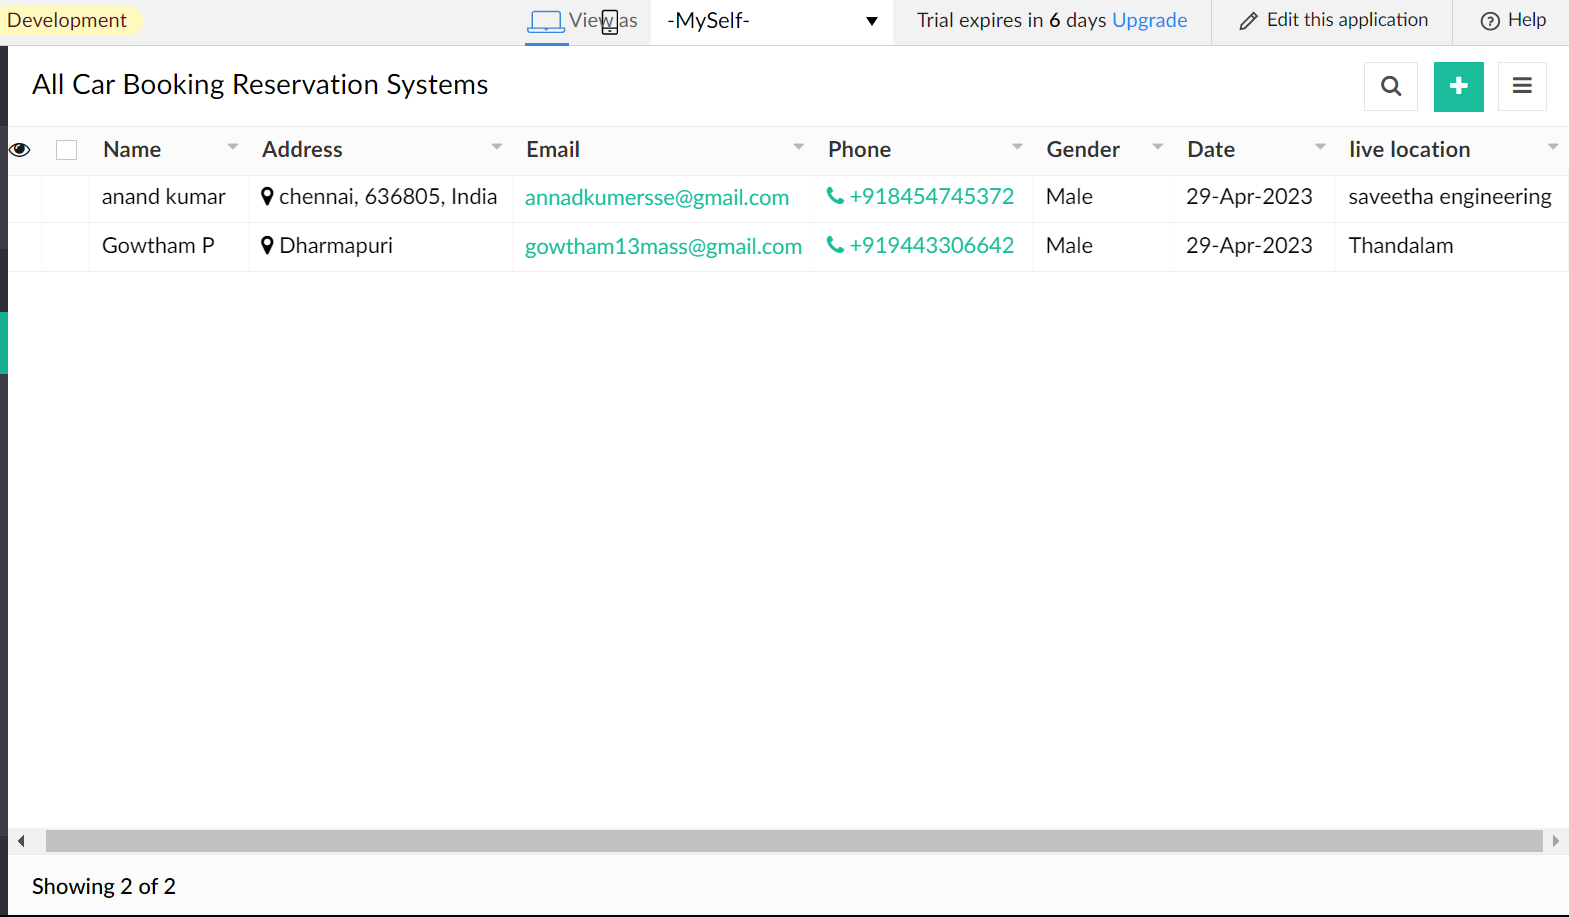 Development View as -MySelf- Trial expires in 6 days Upgrade Edit this application Help
All Car Booking Reservation Systems
Name Address Email Phone Gender Date live location
anand kumar chennai, 636805, India annadkumersse@gmail.com +918454745372 Male 29-Apr-2023 saveetha engineering
Gowtham P Dharmapuri gowtham13mass@gmail.com +919443306642 Male 29-Apr-2023 Thandalam
Showing 2 of 2